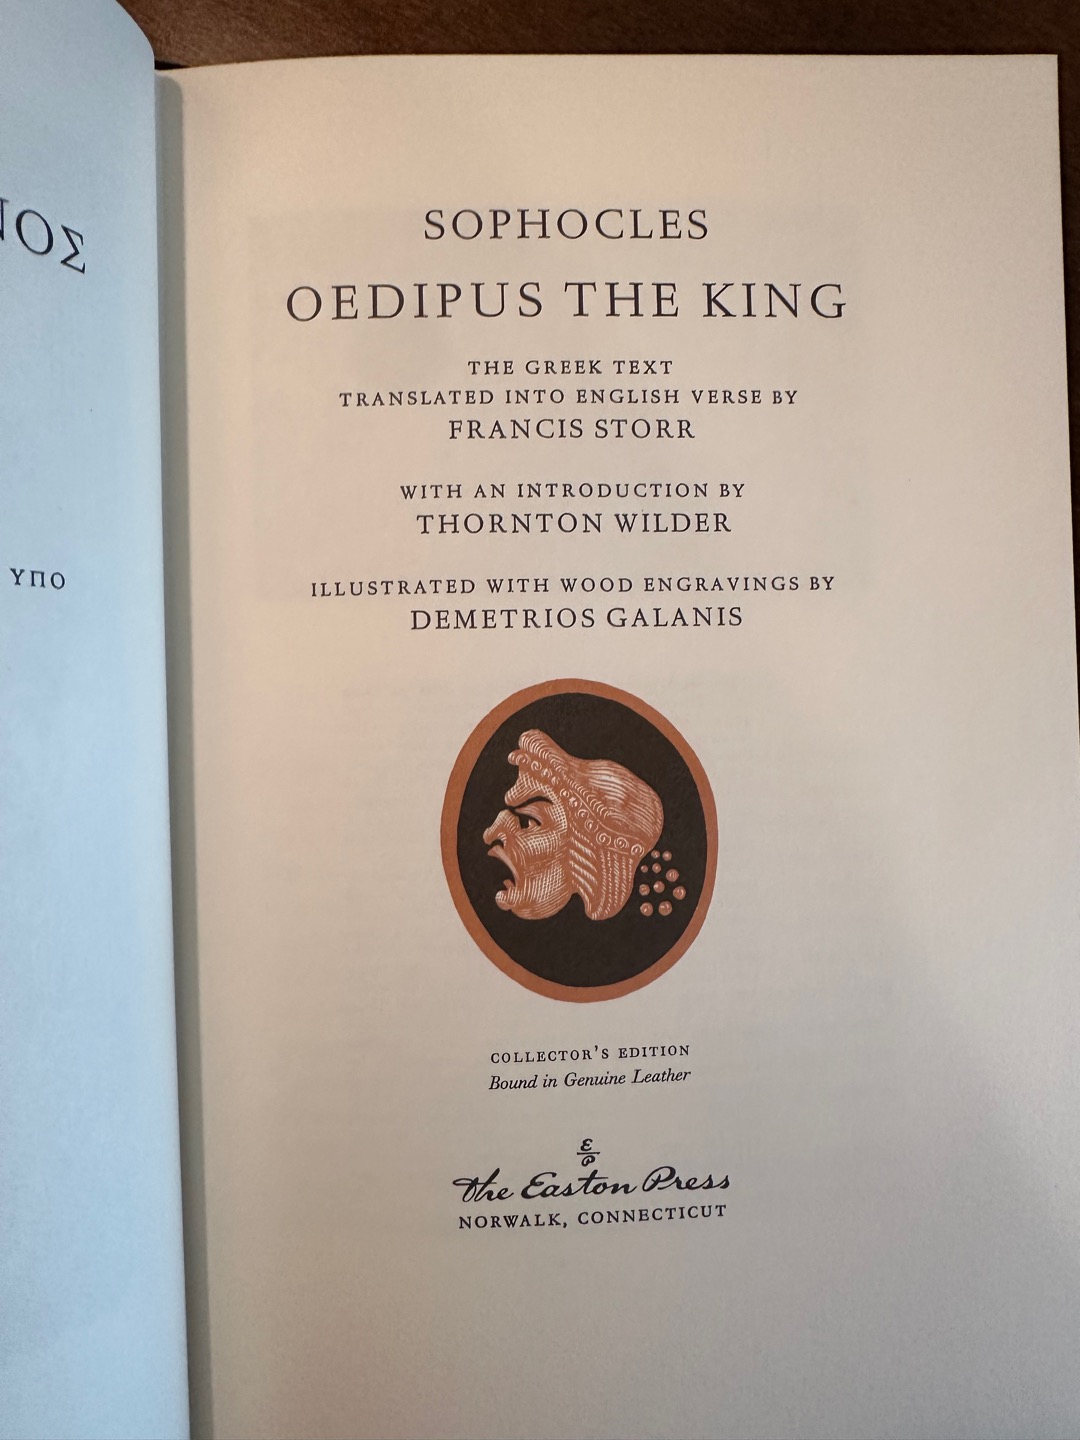 ΝΟΣ
ΥΠΟ
SOPHOCLES
OEDIPUS THE KING
THE GREEK TEXT
TRANSLATED INTO ENGLISH VERSE BY
FRANCIS STORR
WITH AN INTRODUCTION BY
THORNTON WILDER
ILLUSTRATED WITH WOOD ENGRAVINGS BY
DEMETRIOS GALANIS
COLLECTOR'S EDITION
Bound in Genuine Leather
E
P
The Easton Press
NORWALK, CONNECTICUT